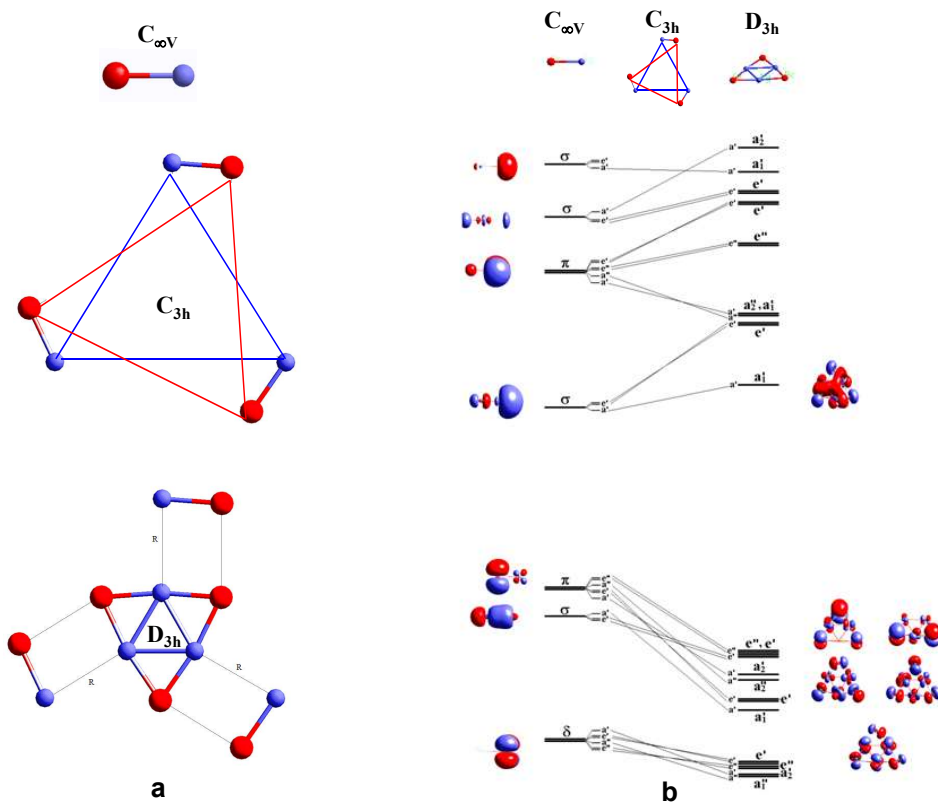 C∞V
C3h
D3h
R
R
a
C∞V C3h D3h
σ e' a' a' a'2
a' a'1
σ a' e' e' e'
e'
π e' e'' a'' a' e'' e''
a' a'' a''2, a'1
e' e'
σ e' a' a' a'1
π e'' a'' e' a'
σ a' e' e'' e' e'', e'
a' a'2
a'' a''2
e' e'
a' a'1
δ a' e' e'' a'' e' e'
e'' e''
a' a'2
a'' a''1
b